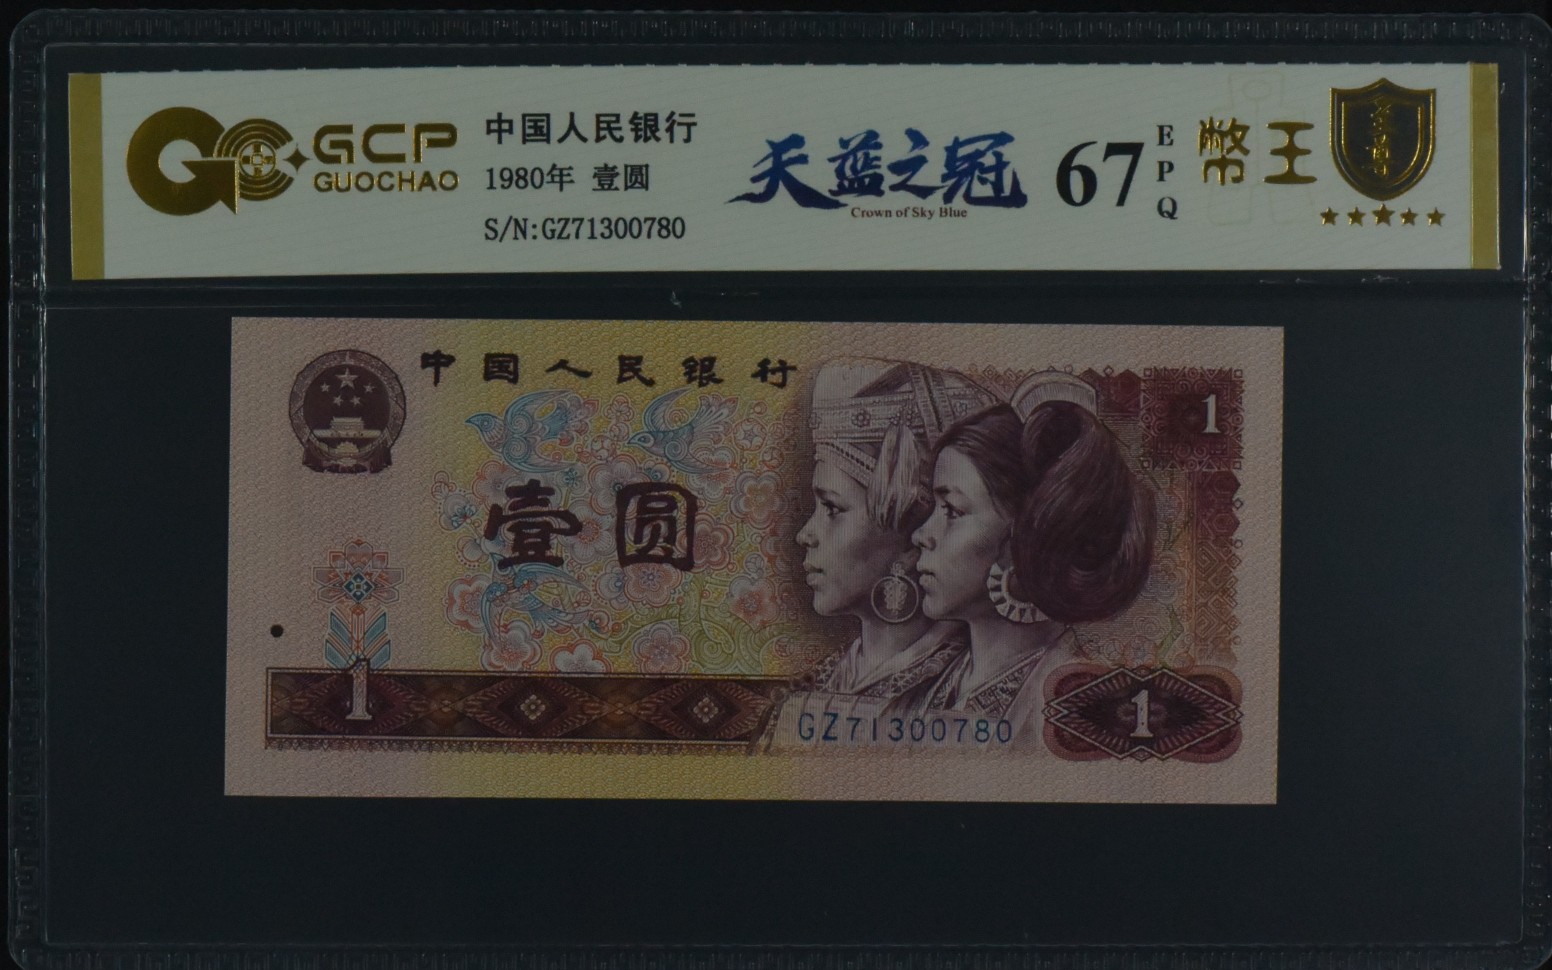 GCP
GUOCHAO
中国人民银行
1980年 壹圆
S/N:GZ71300780
天蓝之冠
Crown of Sky Blue
67
EPQ
幣王
中国人民银行
1
壹圆
1
GZ71300780
1